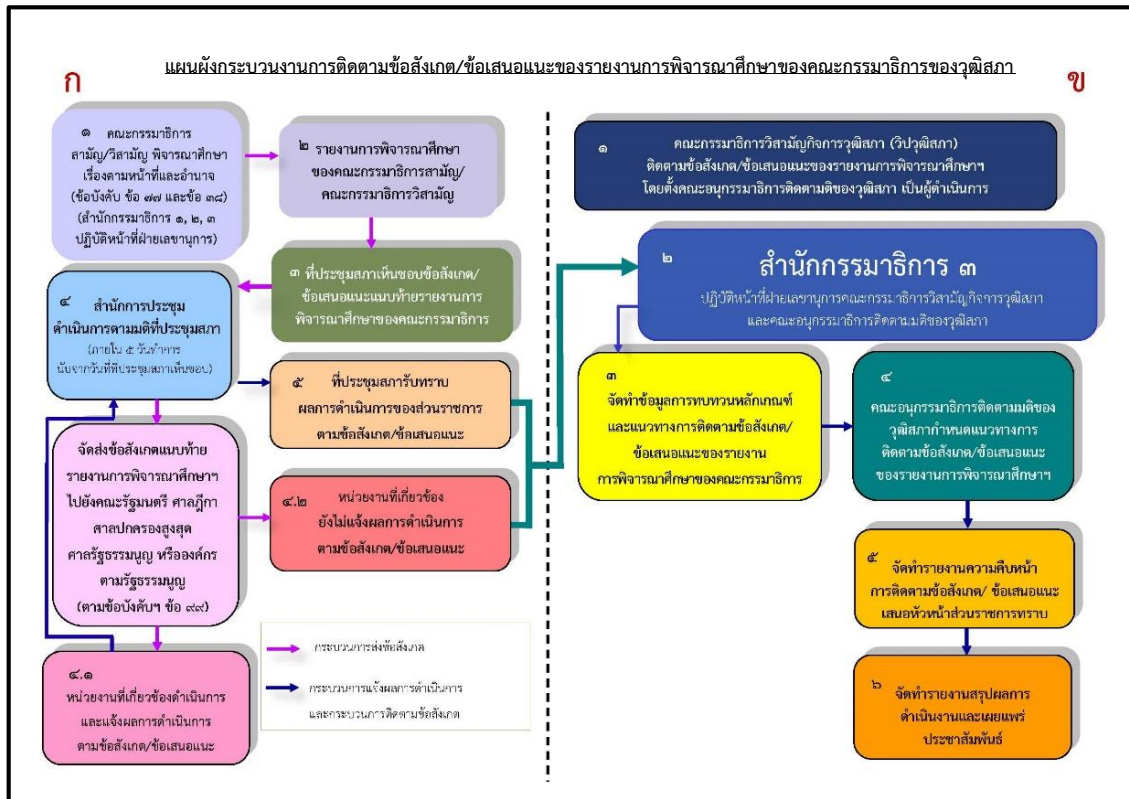 แผนผังกระบวนงานการติดตามข้อสังเกต/ข้อเสนอแนะของรายงานการพิจารณาศึกษาของคณะกรรมาธิการของวุฒิสภา
ก
๑ คณะกรรมาธิการ
สามัญ/วิสามัญ พิจารณาศึกษา
เรื่องตามหน้าที่และอำนาจ
(ข้อบังคับ ข้อ ๗๗ และข้อ ๓๘)
(สำนักกรรมาธิการ ๑, ๒, ๓
ปฏิบัติหน้าที่ฝ่ายเลขานุการ)
๒ รายงานการพิจารณาศึกษา
ของคณะกรรมาธิการสามัญ/
คณะกรรมาธิการวิสามัญ
๓ ที่ประชุมสภาเห็นชอบข้อสังเกต/
ข้อเสนอแนะแนบท้ายรายงานการ
พิจารณาศึกษาของคณะกรรมาธิการ
๔
สำนักการประชุม
ดำเนินการตามมติที่ประชุมสภา
(ภายใน ๕ วันทำการ
นับจากวันที่ที่ประชุมสภาเห็นชอบ)
๕ ที่ประชุมสภารับทราบ
ผลการดำเนินการของส่วนราชการ
ตามข้อสังเกต/ข้อเสนอแนะ
จัดส่งข้อสังเกตแนบท้าย
รายงานการพิจารณาศึกษาฯ
ไปยังคณะรัฐมนตรี ศาลฎีกา
ศาลปกครองสูงสุด
ศาลรัฐธรรมนูญ หรือองค์กร
ตามรัฐธรรมนูญ
(ตามข้อบังคับฯ ข้อ ๙๙)
๔.๒ หน่วยงานที่เกี่ยวข้อง
ยังไม่แจ้งผลการดำเนินการ
ตามข้อสังเกต/ข้อเสนอแนะ
๔.๑
หน่วยงานที่เกี่ยวข้องดำเนินการ
และแจ้งผลการดำเนินการ
ตามข้อสังเกต/ข้อเสนอแนะ
กระบวนการส่งข้อสังเกต
กระบวนการแจ้งผลการดำเนินการ
และกระบวนการติดตามข้อสังเกต
ข
๑ คณะกรรมาธิการวิสามัญกิจการวุฒิสภา (วิปวุฒิสภา)
ติดตามข้อสังเกต/ข้อเสนอแนะของรายงานการพิจารณาศึกษาฯ
โดยตั้งคณะอนุกรรมาธิการติดตามมติของวุฒิสภา เป็นผู้ดำเนินการ
๒ สำนักกรรมาธิการ ๓
ปฏิบัติหน้าที่ฝ่ายเลขานุการคณะกรรมาธิการวิสามัญกิจการวุฒิสภา
และคณะอนุกรรมาธิการติดตามมติของวุฒิสภา
๓
จัดทำข้อมูลการทบทวนหลักเกณฑ์
และแนวทางการติดตามข้อสังเกต/
ข้อเสนอแนะของรายงาน
การพิจารณาศึกษาของคณะกรรมาธิการ
๔
คณะอนุกรรมาธิการติดตามมติของ
วุฒิสภากำหนดแนวทางการ
ติดตามข้อสังเกต/ข้อเสนอแนะ
ของรายงานการพิจารณาศึกษาฯ
๕ จัดทำรายงานความคืบหน้า
การติดตามข้อสังเกต/ ข้อเสนอแนะ
เสนอหัวหน้าส่วนราชการทราบ
๖ จัดทำรายงานสรุปผลการ
ดำเนินงานและเผยแพร่
ประชาสัมพันธ์